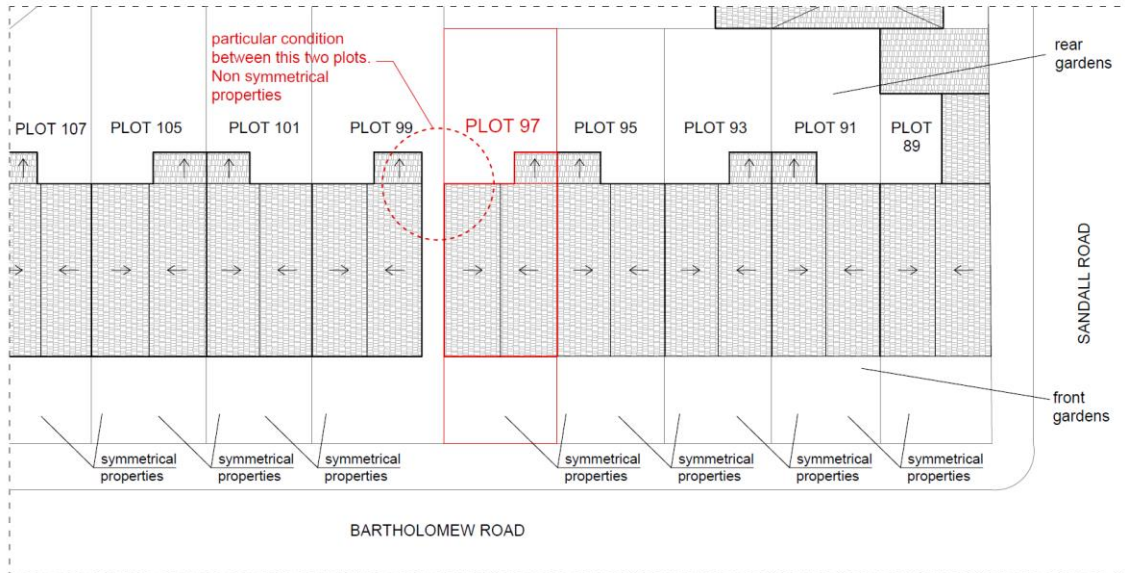 particular condition
between this two plots.
Non symmetrical
properties
rear
gardens
PLOT 107
PLOT 105
PLOT 101
PLOT 99
PLOT 97
PLOT 95
PLOT 93
PLOT 91
PLOT
89
SANDALL ROAD
front
gardens
symmetrical
properties
symmetrical
properties
symmetrical
properties
symmetrical
properties
symmetrical
properties
symmetrical
properties
symmetrical
properties
BARTHOLOMEW ROAD